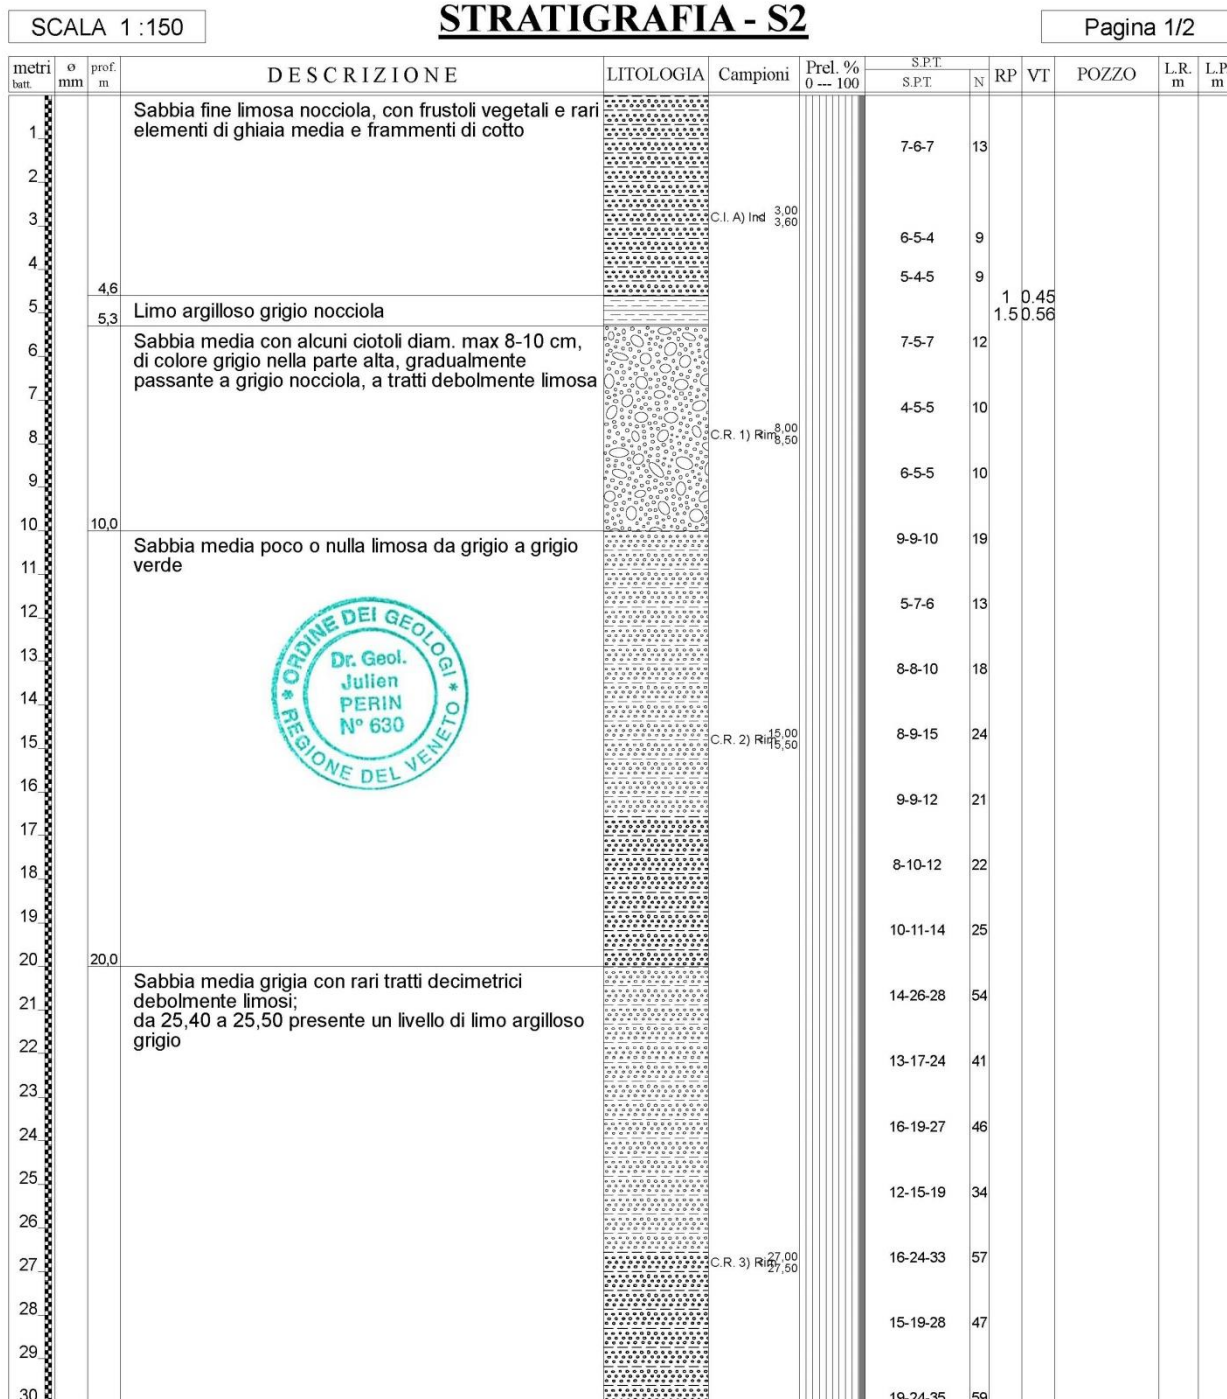 SCALA 1 :150
STRATIGRAFIA - S2
Pagina 1/2
metri batt.
ø mm
prof. m
DESCRIZIONE
LITOLOGIA
Campioni
Prel. %
0 --- 100
S.P.T.
S.P.T.
N
RP
VT
POZZO
L.R. m
L.P. m
Sabbia fine limosa nocciola, con frustoli vegetali e rari
elementi di ghiaia media e frammenti di cotto
1
7-6-7 13
2
3
C.I. A) Ind 3,00
3,60
6-5-4 9
4
5-4-5 9
4,6
1 0.45
5
Limo argilloso grigio nocciola
1.5 0.56
5,3
Sabbia media con alcuni ciotoli diam. max 8-10 cm,
di colore grigio nella parte alta, gradualmente
passante a grigio nocciola, a tratti debolmente limosa
6
7-5-7 12
7
4-5-5 10
8
C.R. 1) Rim 8,00
8,50
6-5-5 10
9
10
10,0
9-9-10 19
Sabbia media poco o nulla limosa da grigio a grigio
verde
11
5-7-6 13
12
ORDINE DEI GEOLOGI
Dr. Geol.
Julien
PERIN
N° 630
REGIONE DEL VENETO
13
8-8-10 18
14
15
C.R. 2) Rim 15,00
15,50
8-9-15 24
16
9-9-12 21
17
18
8-10-12 22
19
10-11-14 25
20
20,0
Sabbia media grigia con rari tratti decimetrici
debolmente limosi;
da 25,40 a 25,50 presente un livello di limo argilloso
grigio
21
14-26-28 54
22
13-17-24 41
23
24
16-19-27 46
25
12-15-19 34
26
27
C.R. 3) Rim 27,00
27,50
16-24-33 57
28
15-19-28 47
29
30
19-24-35 59